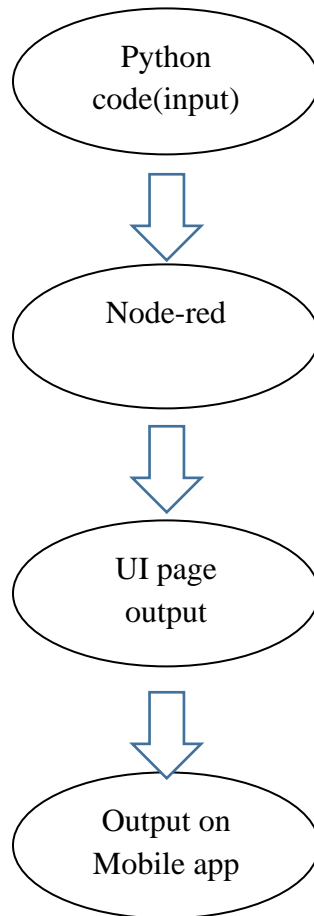 Python
code(input)
Node-red
UI page
output
Output on
Mobile app